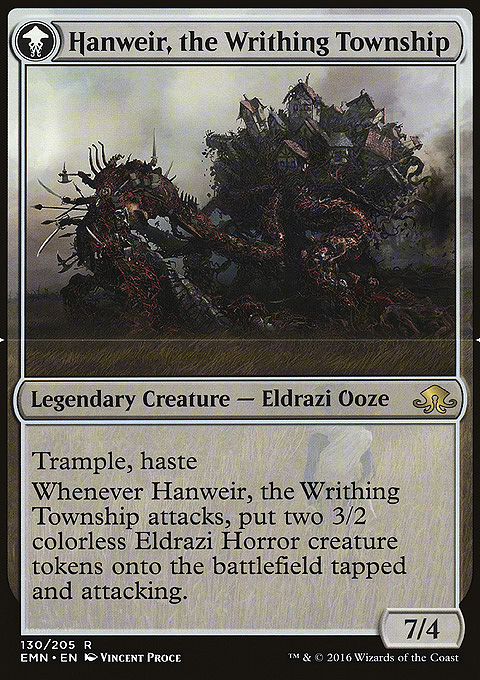 Hanweir, the Writhing Township
Legendary Creature — Eldrazi Ooze
Trample, haste
Whenever Hanweir, the Writhing
Township attacks, put two 3/2
colorless Eldrazi Horror creature
tokens onto the battlefield tapped
and attacking.
7/4
130/205 R
EMN • EN Vincent Proce
™ & © 2016 Wizards of the Coast